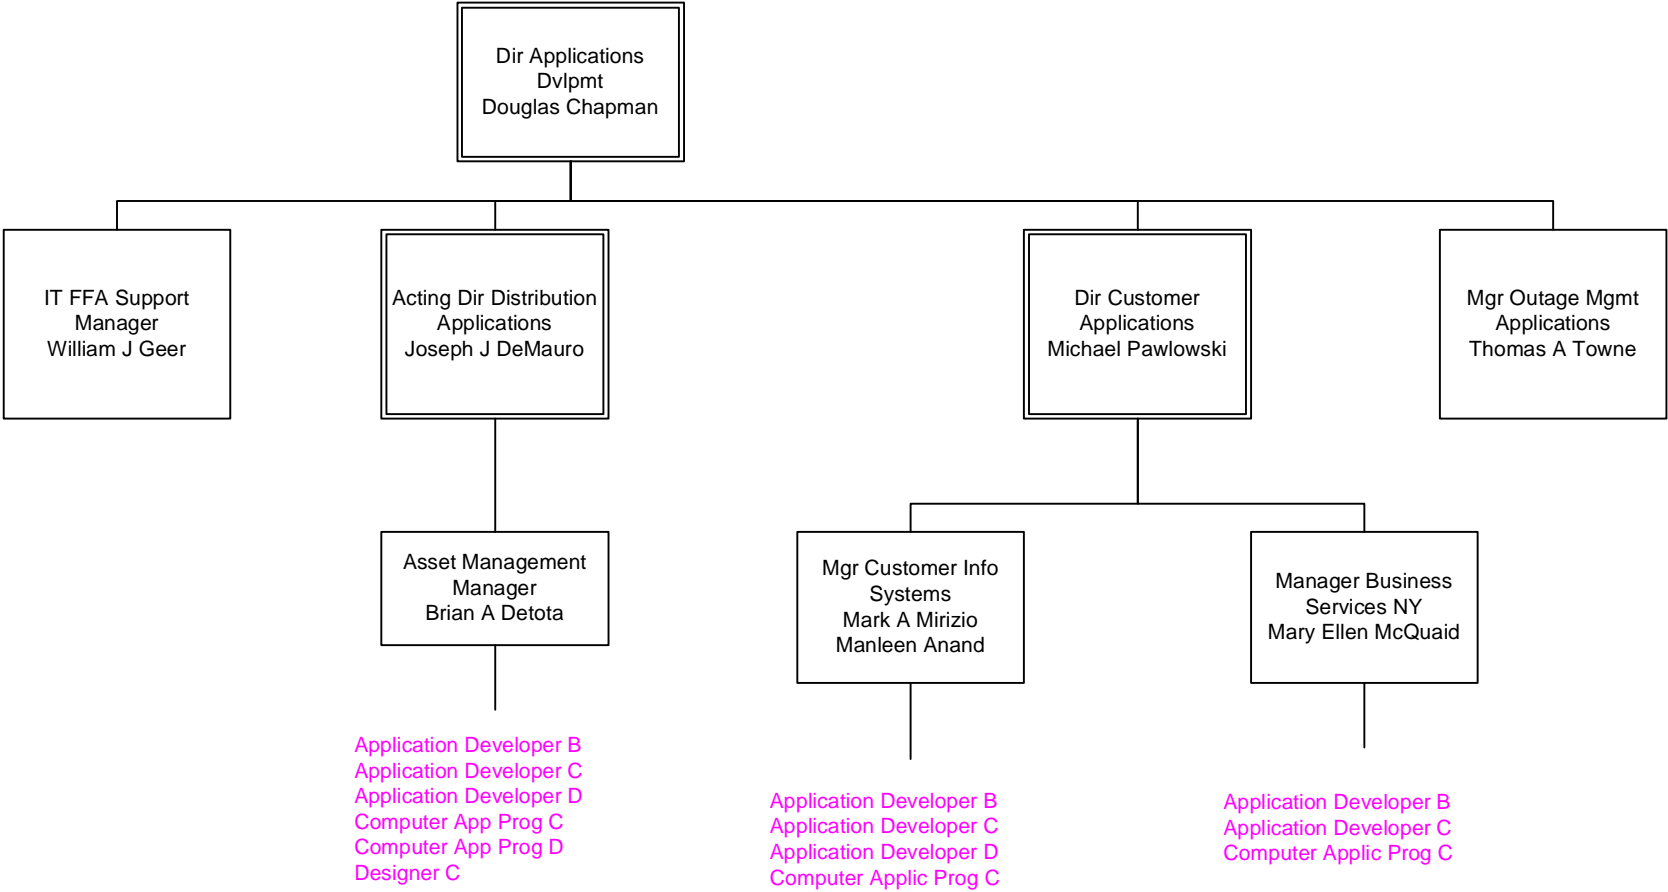 Dir Applications
Dvlpmt
Douglas Chapman
IT FFA Support
Manager
William J Geer
Acting Dir Distribution
Applications
Joseph J DeMauro
Dir Customer
Applications
Michael Pawlowski
Mgr Outage Mgmt
Applications
Thomas A Towne
Asset Management
Manager
Brian A Detota
Mgr Customer Info
Systems
Mark A Mirizio
Manleen Anand
Manager Business
Services NY
Mary Ellen McQuaid
Application Developer B
Application Developer C
Application Developer D
Computer App Prog C
Computer App Prog D
Designer C
Application Developer B
Application Developer C
Application Developer D
Computer Applic Prog C
Application Developer B
Application Developer C
Computer Applic Prog C